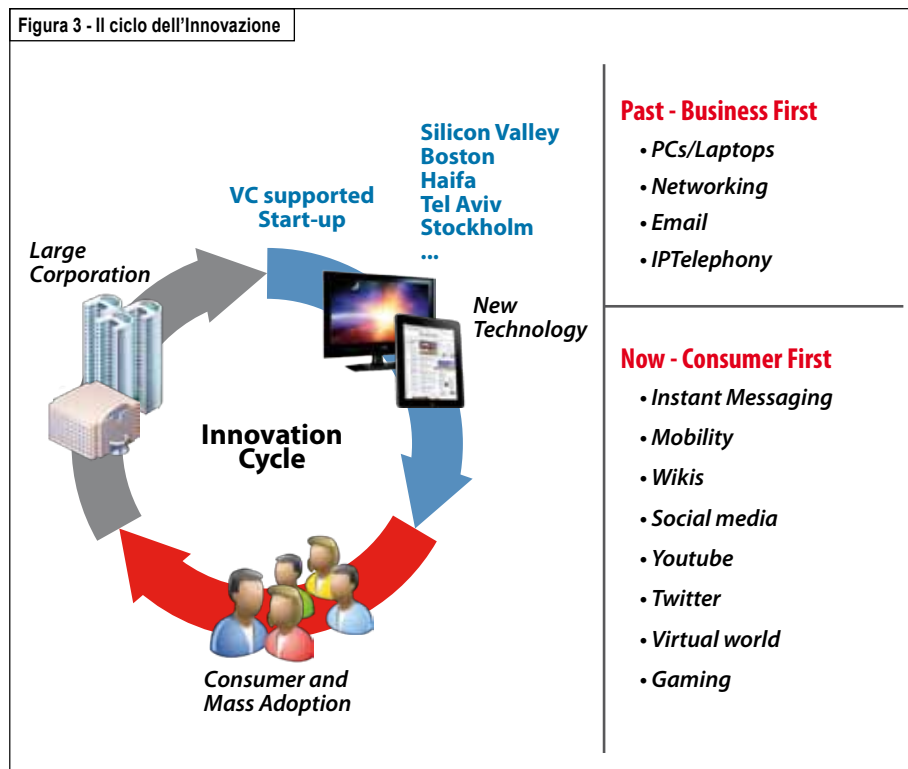 Figura 3 - Il ciclo dell'Innovazione
Silicon Valley
Boston
Haifa
Tel Aviv
Stockholm
...
VC supported
Start-up
Large
Corporation
New
Technology
Innovation
Cycle
Consumer and
Mass Adoption
Past - Business First
• PCs/Laptops
• Networking
• Email
• IPTelephony
Now - Consumer First
• Instant Messaging
• Mobility
• Wikis
• Social media
• Youtube
• Twitter
• Virtual world
• Gaming